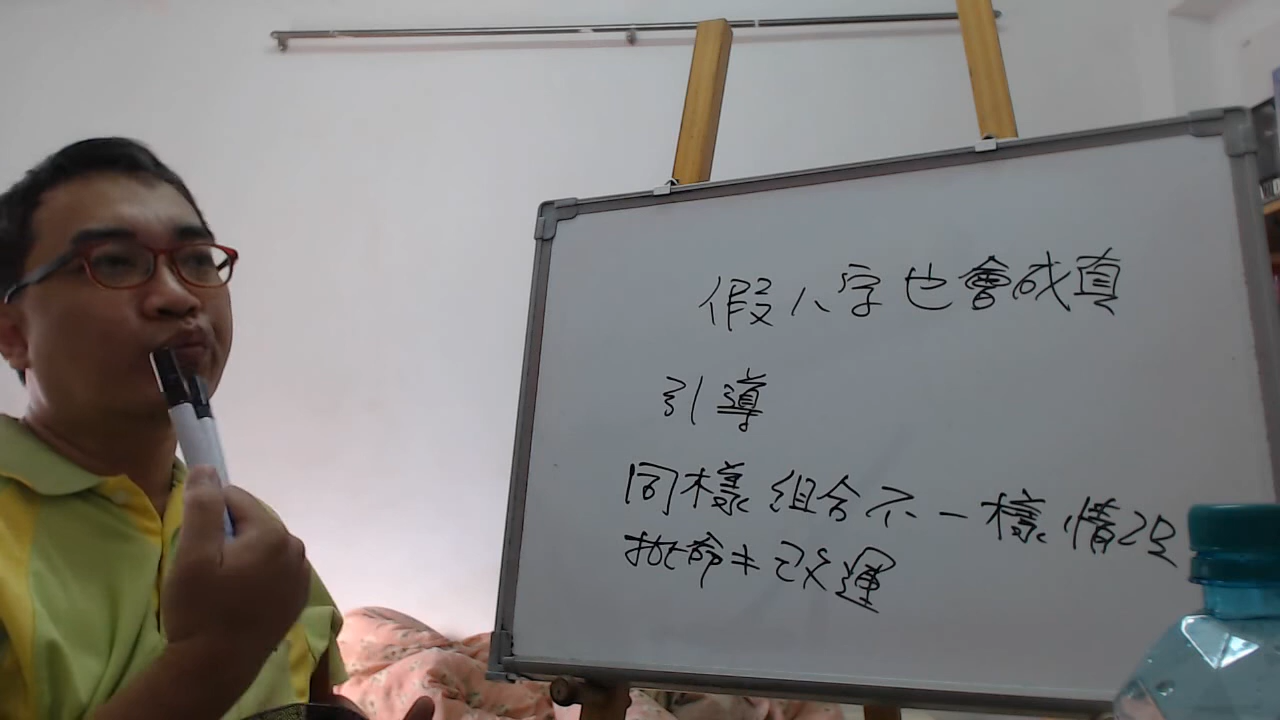 假八字也會成真
引導
同樣組合不一樣情況
批命≠改運